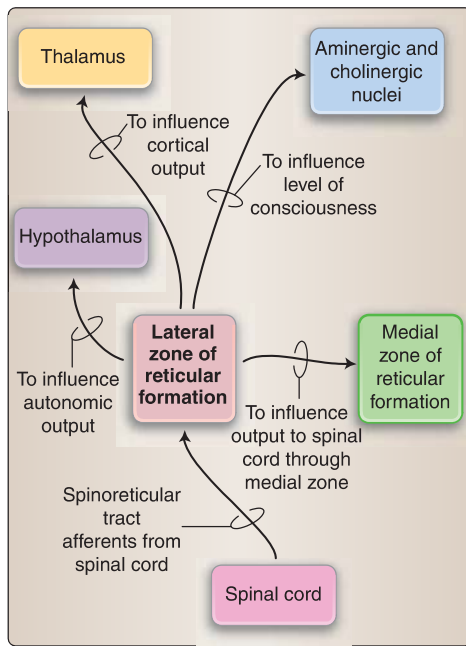 Thalamus
Aminergic and
cholinergic
nuclei
To influence
cortical
output
To influence
level of
consciousness
Hypothalamus
Lateral
zone of
reticular
formation
Medial
zone of
reticular
formation
To influence
autonomic
output
To influence
output to spinal
cord through
medial zone
Spinoreticular
tract
afferents from
spinal cord
Spinal cord